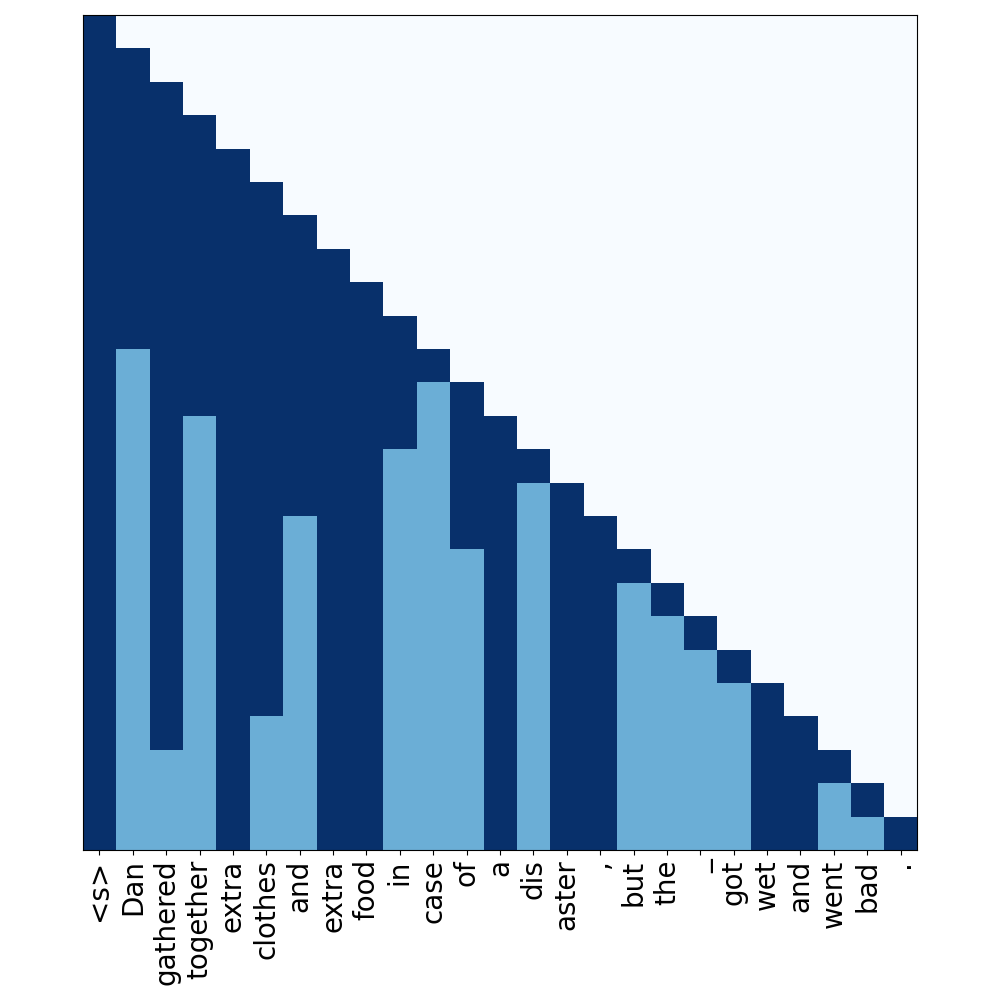 <s>
Dan
gathered
together
extra
clothes
and
extra
food
in
case
of
a
dis
aster
,
but
the
_
got
wet
and
went
bad
.